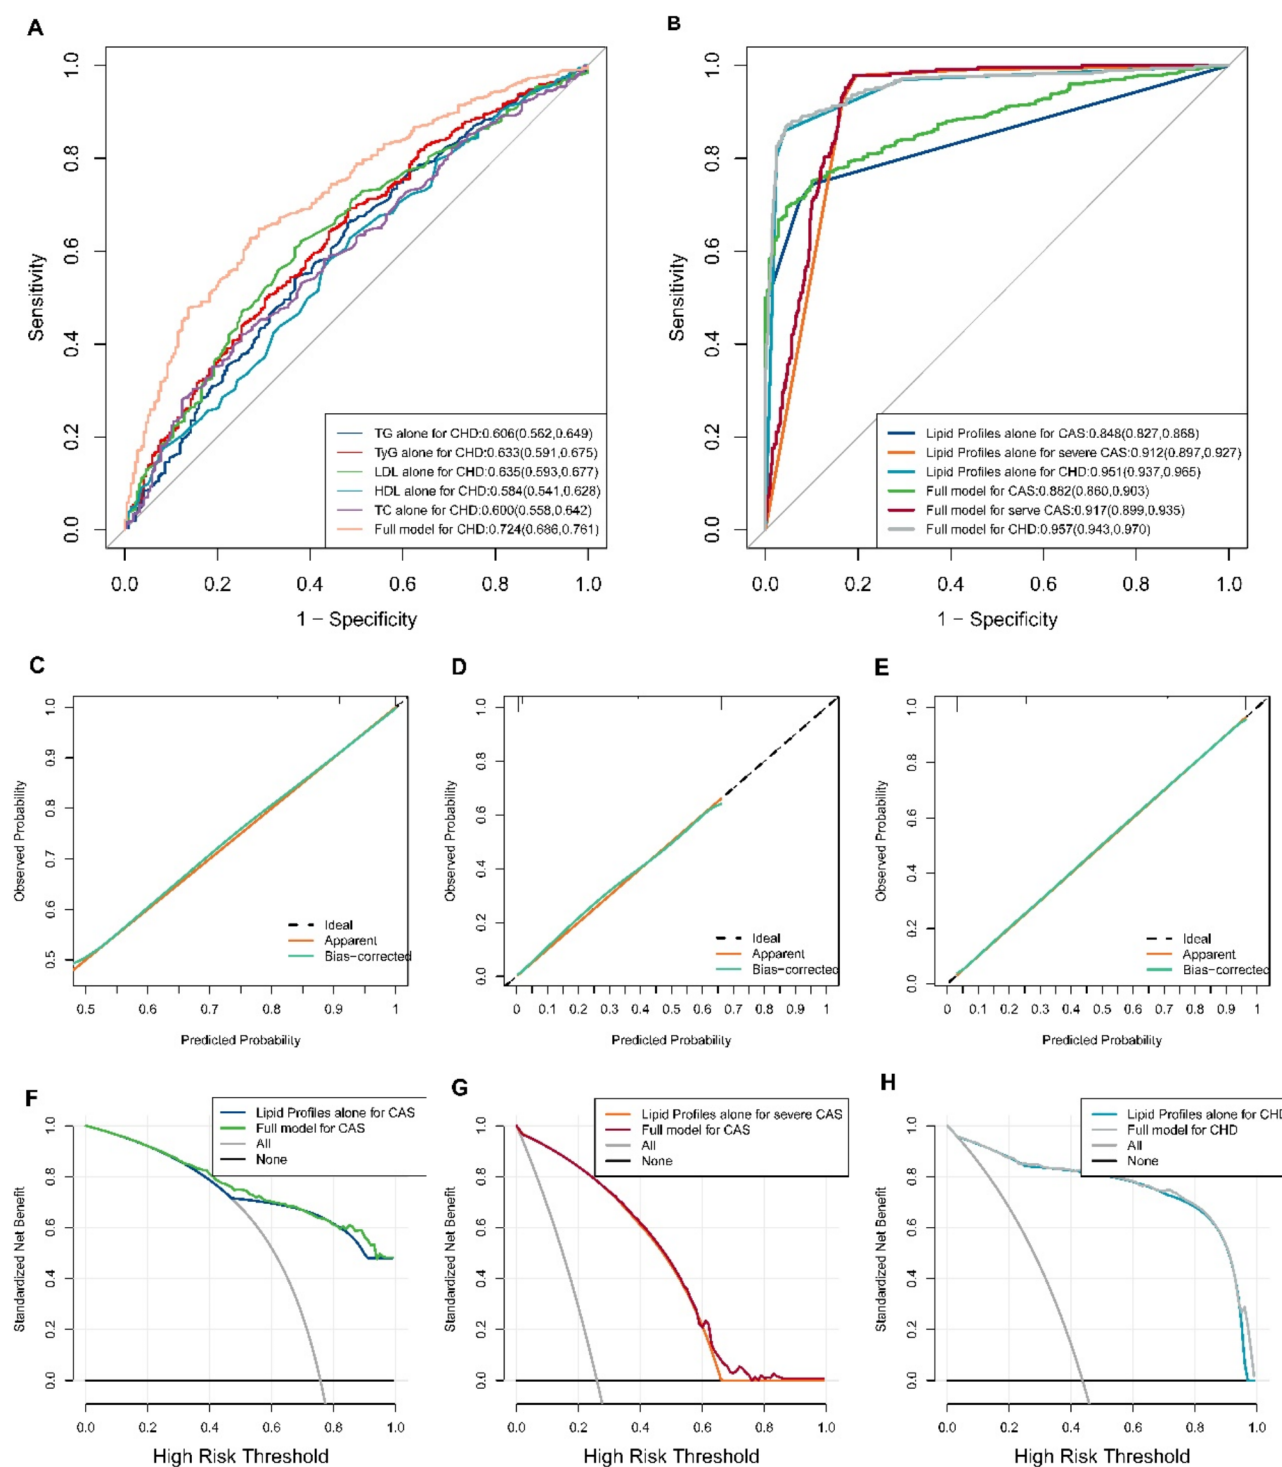 A
Sensitivity
1.0
0.8
0.6
0.4
0.2
0.0
TG alone for CHD:0.606(0.562,0.649)
TyG alone for CHD:0.633(0.591,0.675)
LDL alone for CHD:0.635(0.593,0.677)
HDL alone for CHD:0.584(0.541,0.628)
TC alone for CHD:0.600(0.558,0.642)
Full model for CHD:0.724(0.686,0.761)
0.0 0.2 0.4 0.6 0.8 1.0
1 − Specificity
B
Sensitivity
1.0
0.8
0.6
0.4
0.2
0.0
Lipid Profiles alone for CAS:0.848(0.827,0.868)
Lipid Profiles alone for severe CAS:0.912(0.897,0.927)
Lipid Profiles alone for CHD:0.951(0.937,0.965)
Full model for CAS:0.882(0.860,0.903)
Full model for serve CAS:0.917(0.899,0.935)
Full model for CHD:0.957(0.943,0.970)
0.0 0.2 0.4 0.6 0.8 1.0
1 − Specificity
C
Observed Probability
1.0
0.9
0.8
0.7
0.6
0.5
Ideal
Apparent
Bias−corrected
0.5 0.6 0.7 0.8 0.9 1
Predicted Probability
D
Observed Probability
1.0
0.8
0.6
0.4
0.2
0.0
Ideal
Apparent
Bias−corrected
0 0.1 0.2 0.3 0.4 0.5 0.6 0.7 0.8 0.9 1
Predicted Probability
E
Observed Probability
1.0
0.8
0.6
0.4
0.2
0.0
Ideal
Apparent
Bias−corrected
0 0.1 0.2 0.3 0.4 0.5 0.6 0.7 0.8 0.9 1
Predicted Probability
F
Standardized Net Benefit
1.0
0.8
0.6
0.4
0.2
0.0
Lipid Profiles alone for CAS
Full model for CAS
All
None
0.0 0.2 0.4 0.6 0.8 1.0
High Risk Threshold
G
Standardized Net Benefit
1.0
0.8
0.6
0.4
0.2
0.0
Lipid Profiles alone for severe CAS
Full model for CAS
All
None
0.0 0.2 0.4 0.6 0.8 1.0
High Risk Threshold
H
Standardized Net Benefit
1.0
0.8
0.6
0.4
0.2
0.0
Lipid Profiles alone for CHD
Full model for CHD
All
None
0.0 0.2 0.4 0.6 0.8 1.0
High Risk Threshold